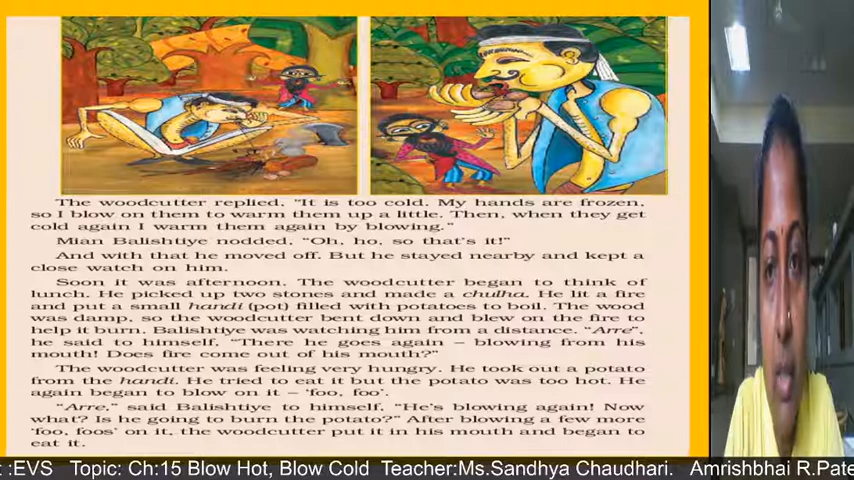 The woodcutter replied, "It is too cold. My hands are frozen,
so I blow on them to warm them up a little. Then, when they get
cold again I warm them again by blowing."
Mian Balishtiye nodded, "Oh, ho, so that's it!"
And with that he moved off. But he stayed nearby and kept a
close watch on him.
Soon it was afternoon. The woodcutter began to think of
lunch. He picked up two stones and made a chulha. He lit a fire
and put a small handi (pot) filled with potatoes to boil. The wood
was damp, so the woodcutter bent down and blew on the fire to
help it burn. Balishtiye was watching him from a distance. "Arre",
he said to himself, "There he goes again – blowing from his
mouth! Does fire come out of his mouth?"
The woodcutter was feeling very hungry. He took out a potato
from the handi. He tried to eat it but the potato was too hot. He
again began to blow on it – 'foo, foo'.
"Arre," said Balishtiye to himself, "He's blowing again! Now
what? Is he going to burn the potato?" After blowing a few more
'foo, foos' on it, the woodcutter put it in his mouth and began to
eat it.
:EVS Topic: Ch:15 Blow Hot, Blow Cold Teacher:Ms.Sandhya Chaudhari. Amrishbhai R.Pate